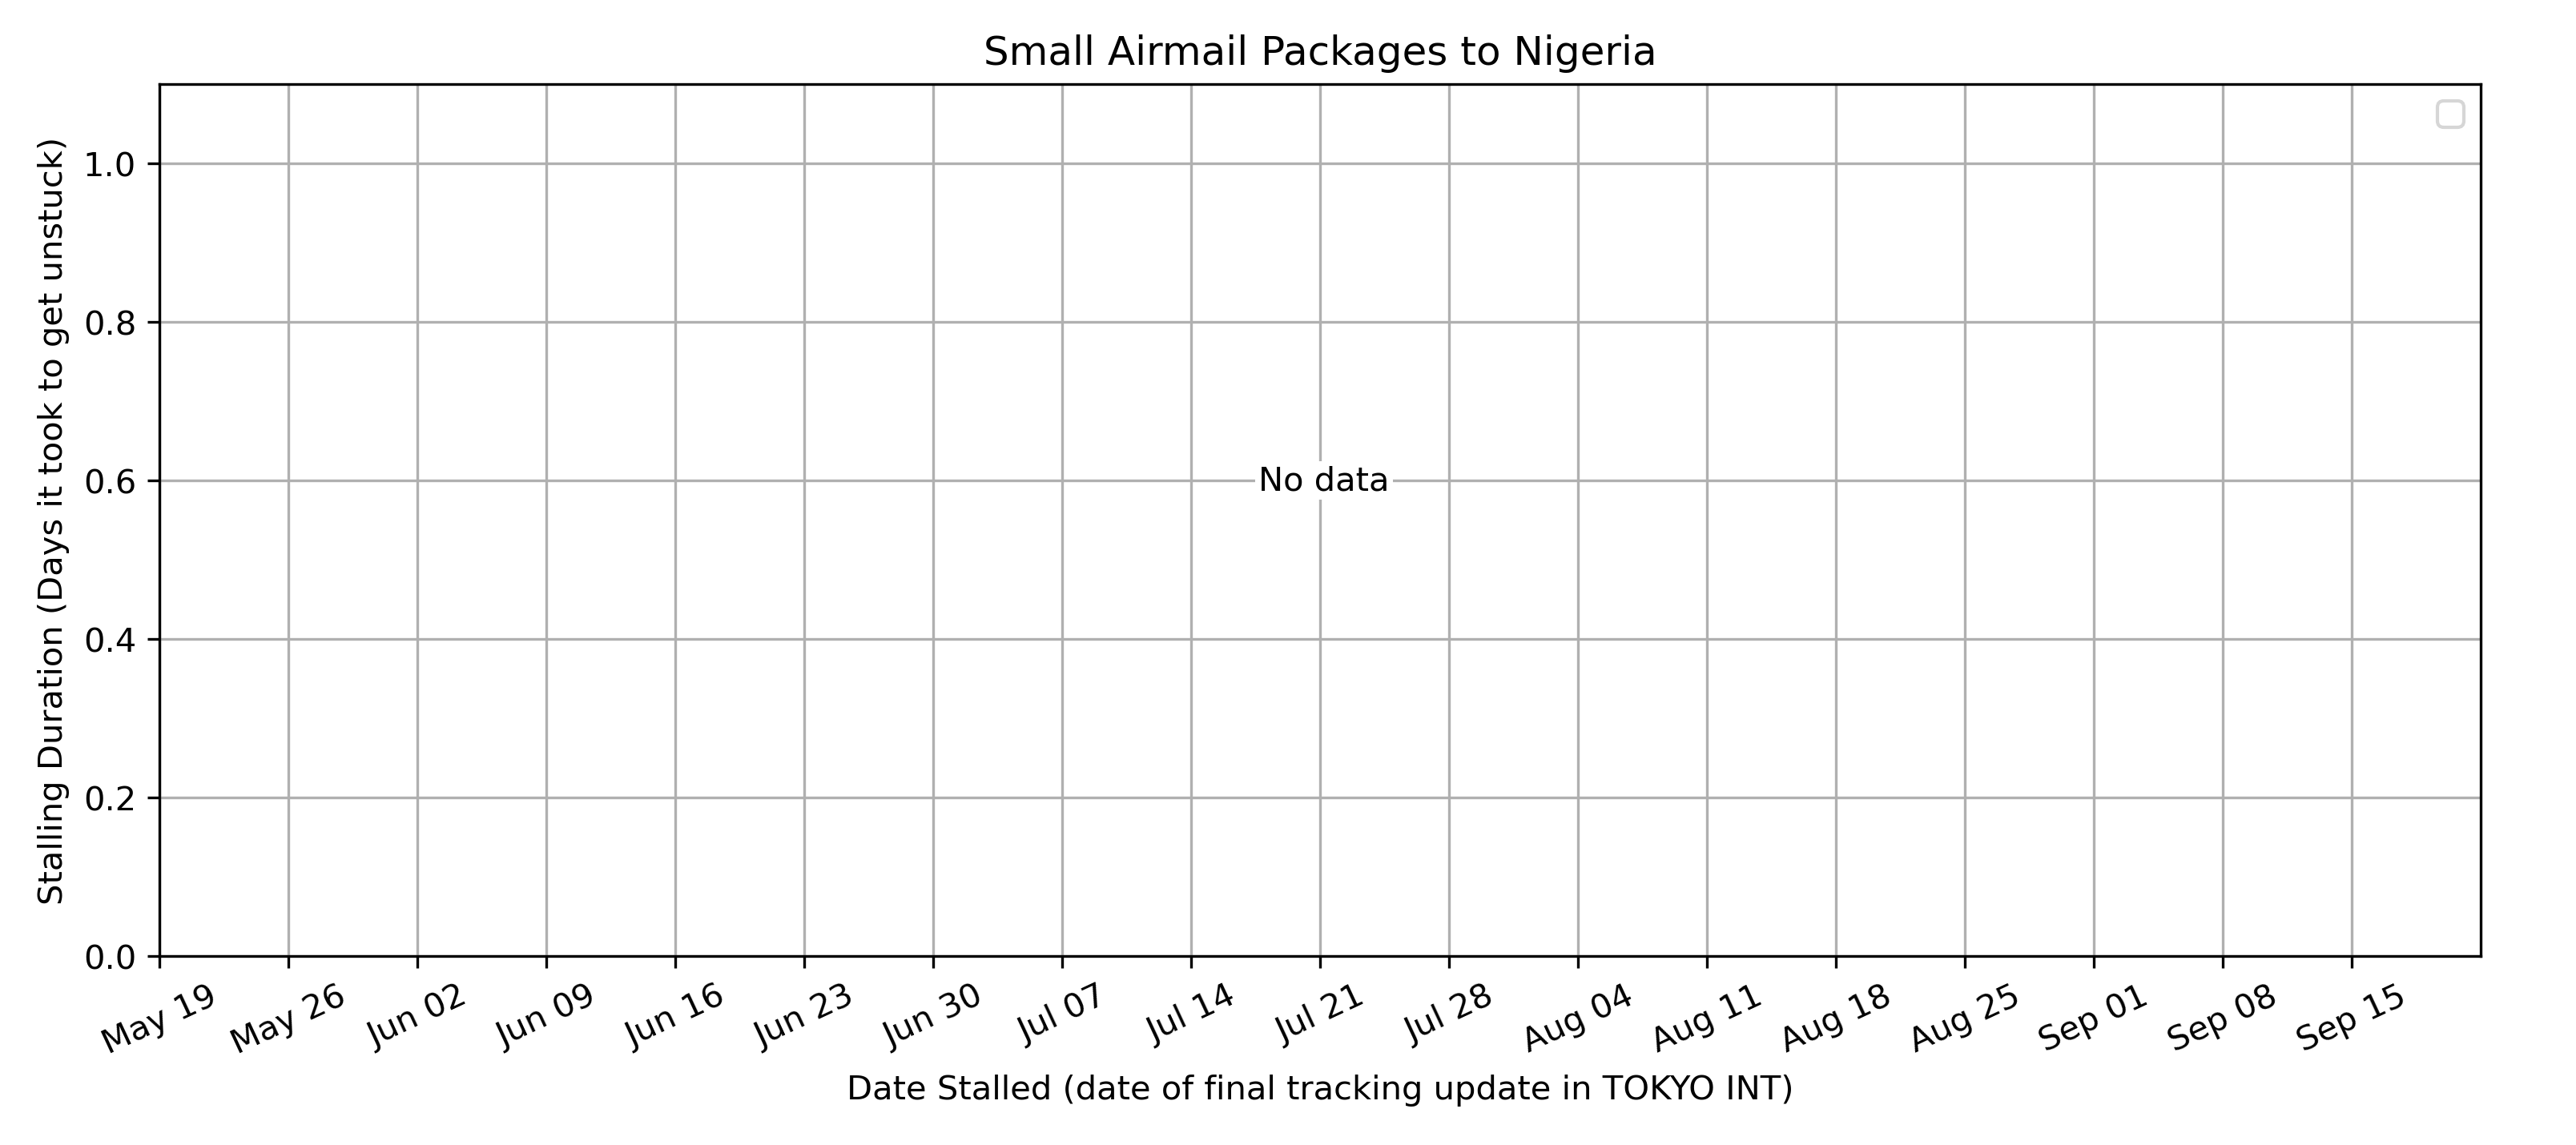 Small Airmail Packages to Nigeria
Stalling Duration (Days it took to get unstuck)
1.0
0.8
0.6
0.4
0.2
0.0
No data
May 19
May 26
Jun 02
Jun 09
Jun 16
Jun 23
Jun 30
Jul 07
Jul 14
Jul 21
Jul 28
Aug 04
Aug 11
Aug 18
Aug 25
Sep 01
Sep 08
Sep 15
Date Stalled (date of final tracking update in TOKYO INT)